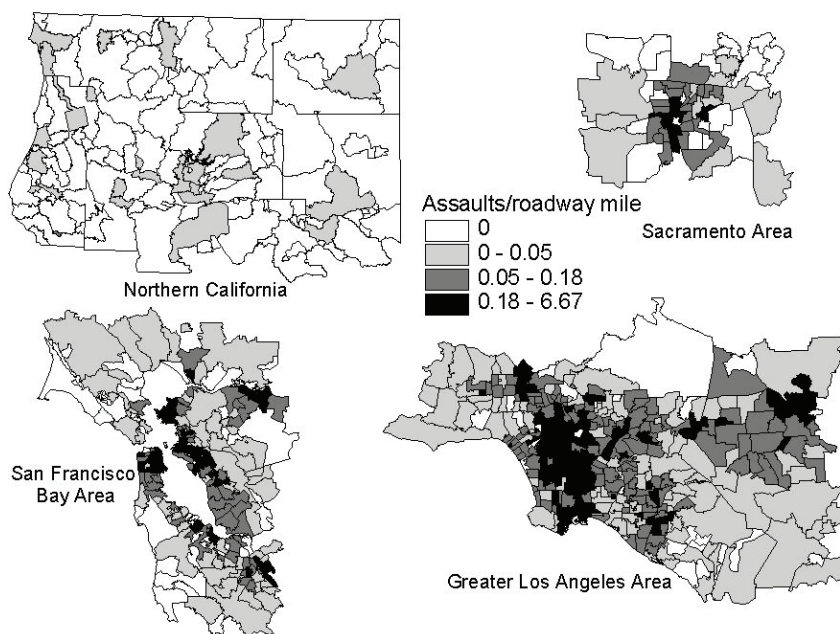 Assaults/roadway mile
0
0 - 0.05
0.05 - 0.18
0.18 - 6.67
Sacramento Area
Northern California
San Francisco
Bay Area
Greater Los Angeles Area